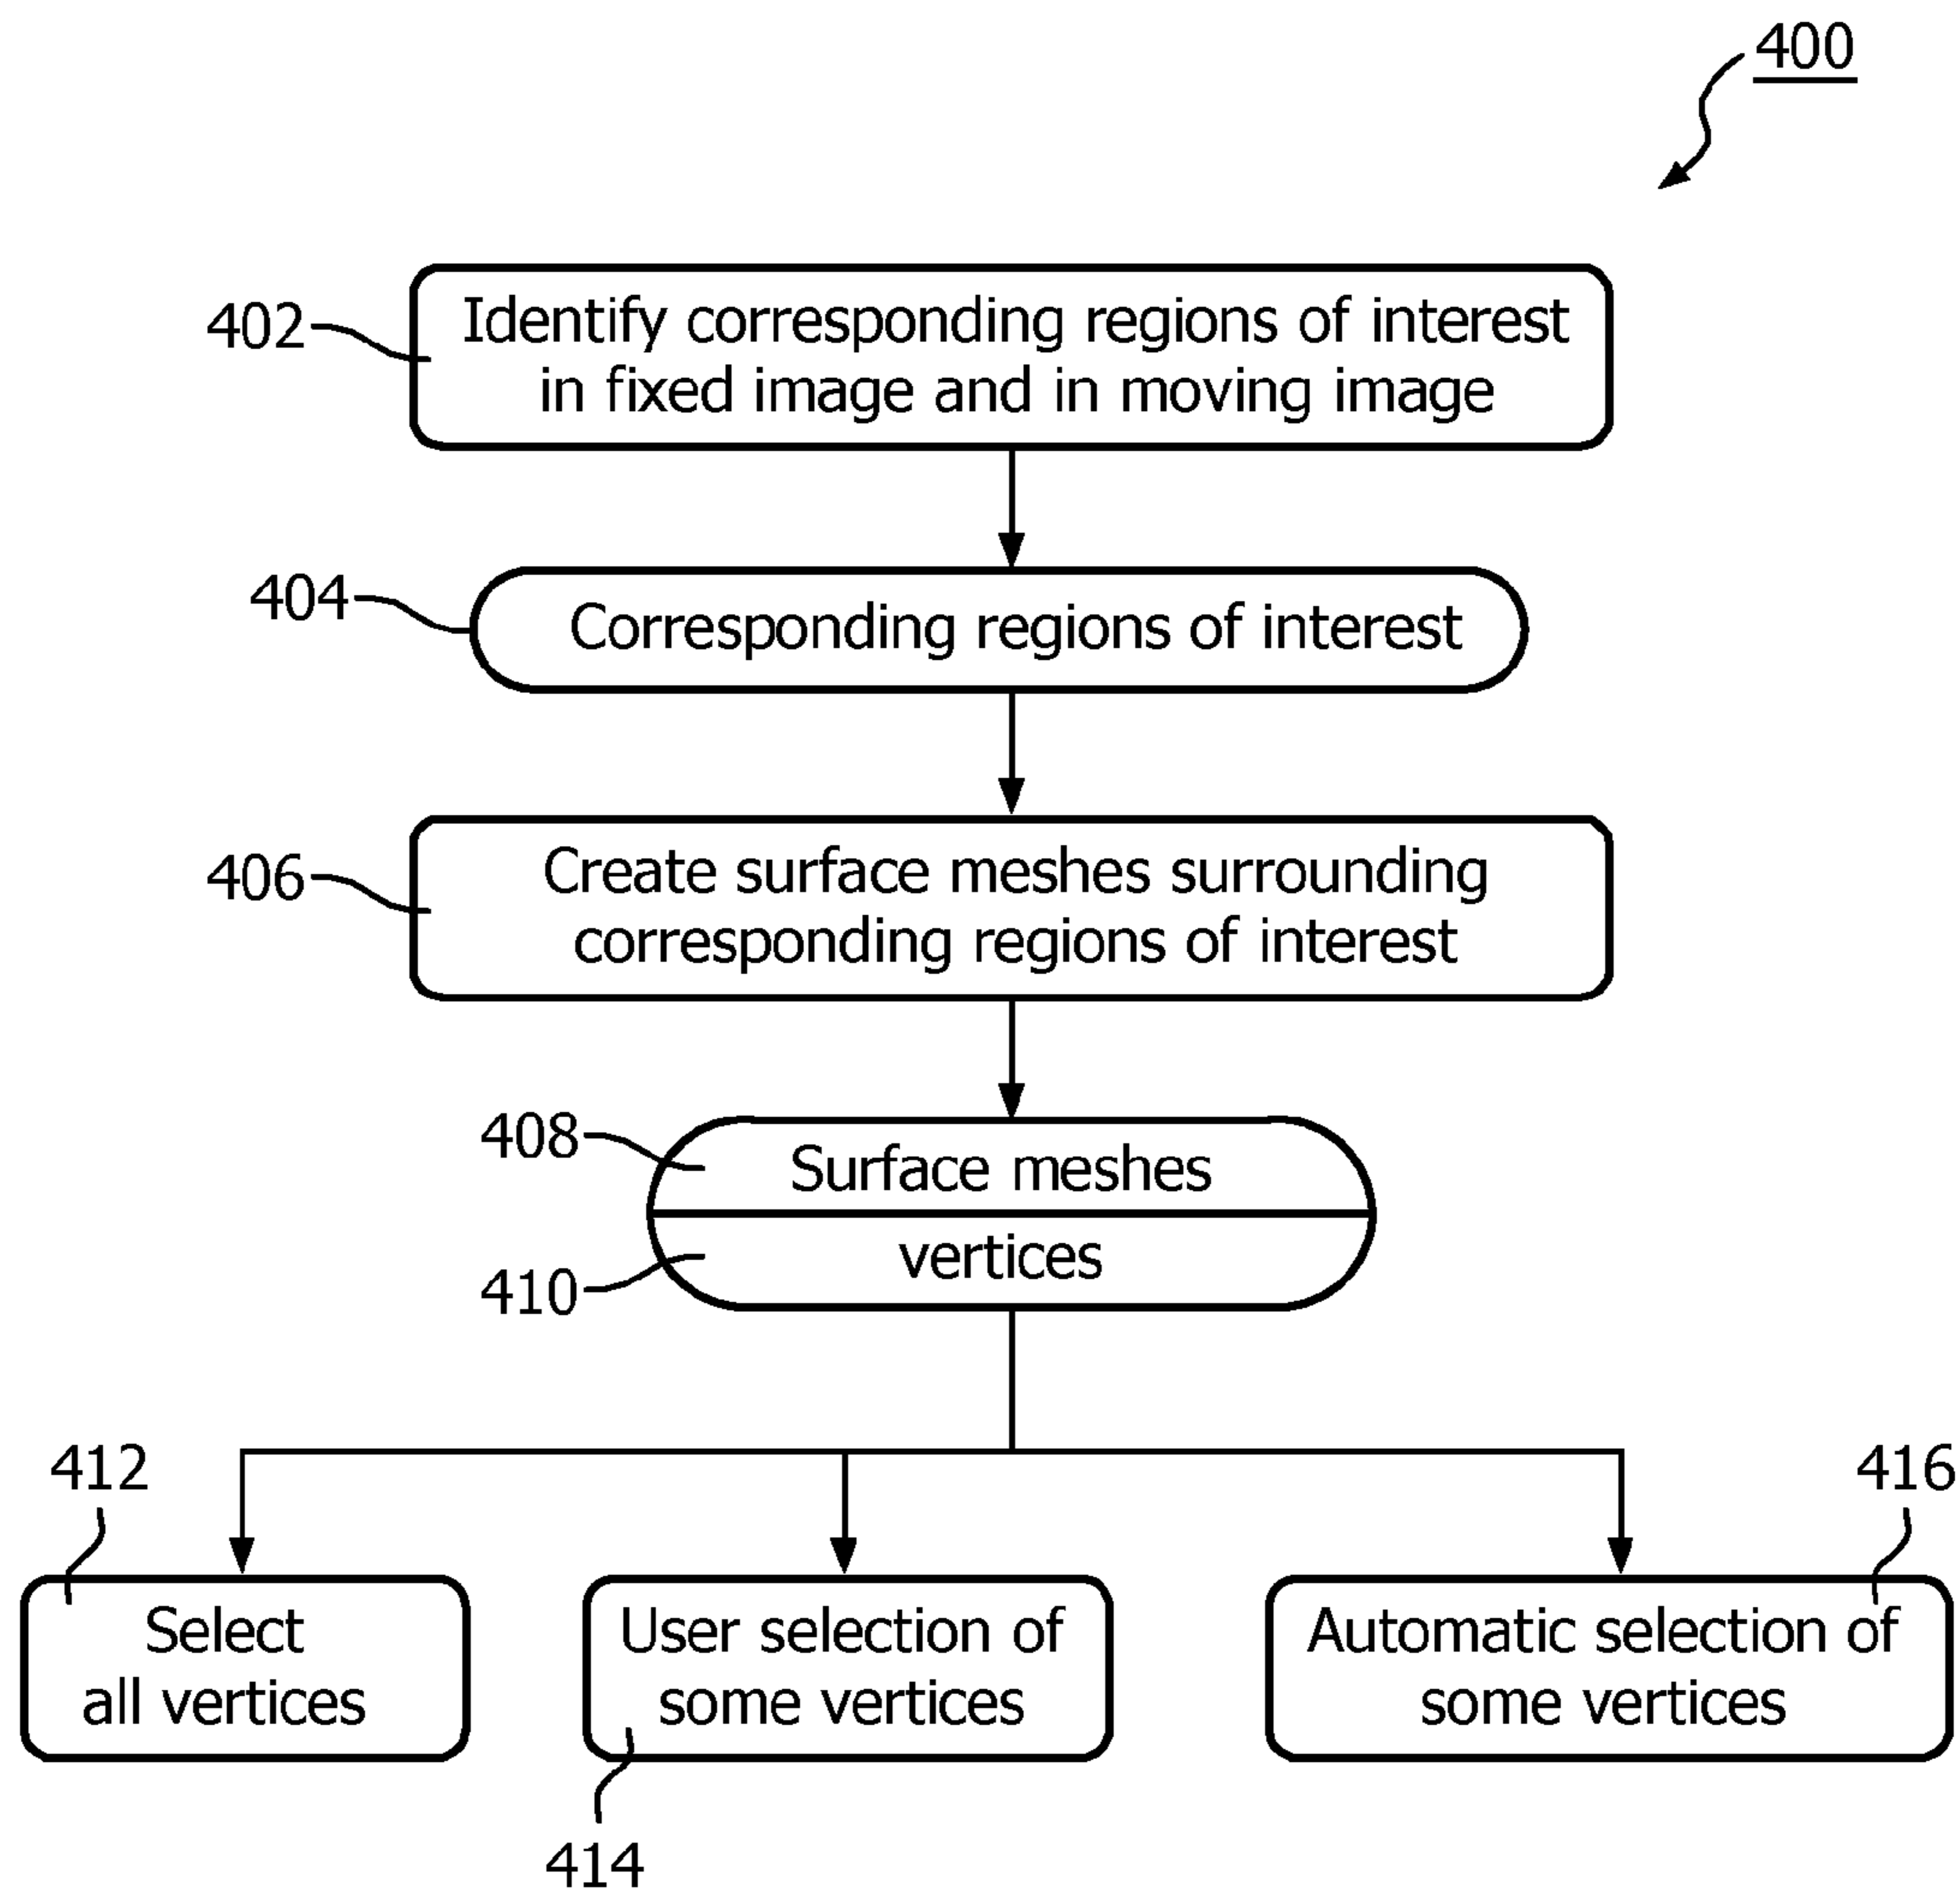 400
402
Identify corresponding regions of interest
in fixed image and in moving image
404
Corresponding regions of interest
406
Create surface meshes surrounding
corresponding regions of interest
408
Surface meshes
vertices
410
412
416
Select
all vertices
User selection of
some vertices
Automatic selection of
some vertices
414